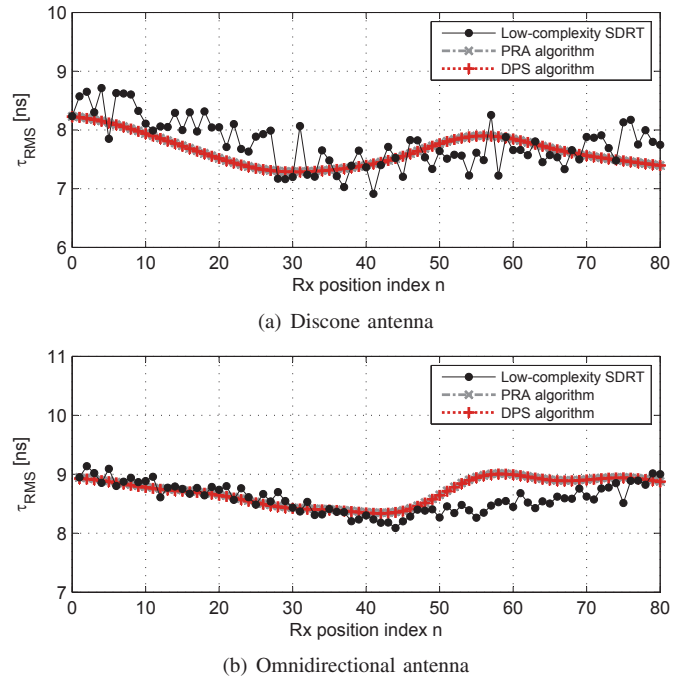 10
9
8
7
6
τRMS [ns]
Low-complexity SDRT
PRA algorithm
DPS algorithm
0 10 20 30 40 50 60 70 80
Rx position index n
(a) Discone antenna
11
10
9
8
7
τRMS [ns]
Low-complexity SDRT
PRA algorithm
DPS algorithm
0 10 20 30 40 50 60 70 80
Rx position index n
(b) Omnidirectional antenna